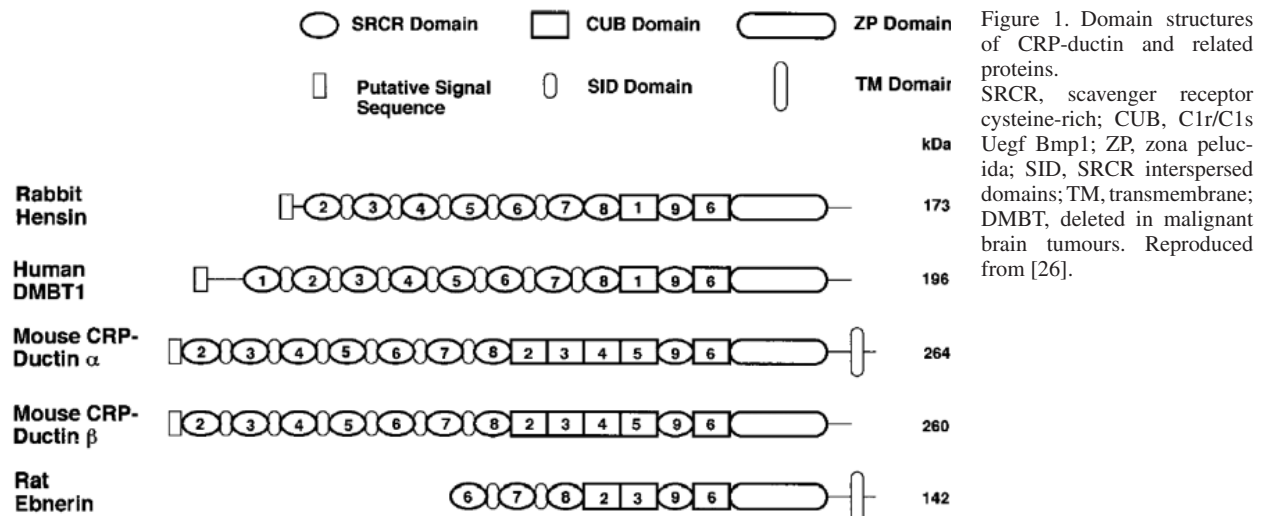 SRCR Domain CUB Domain ZP Domain
Putative Signal Sequence SID Domain TM Domain
kDa
Rabbit Hensin 2 3 4 5 6 7 8 1 9 6 173
Human DMBT1 1 2 3 4 5 6 7 8 1 9 6 196
Mouse CRP-Ductin α 2 3 4 5 6 7 8 2 3 4 5 9 6 264
Mouse CRP-Ductin β 2 3 4 5 6 7 8 2 3 4 5 9 6 260
Rat Ebnerin 6 7 8 2 3 9 6 142
Figure 1. Domain structures
of CRP-ductin and related
proteins.
SRCR, scavenger receptor
cysteine-rich; CUB, C1r/C1s
Uegf Bmp1; ZP, zona peluc-
ida; SID, SRCR interspersed
domains; TM, transmembrane;
DMBT, deleted in malignant
brain tumours. Reproduced
from [26].